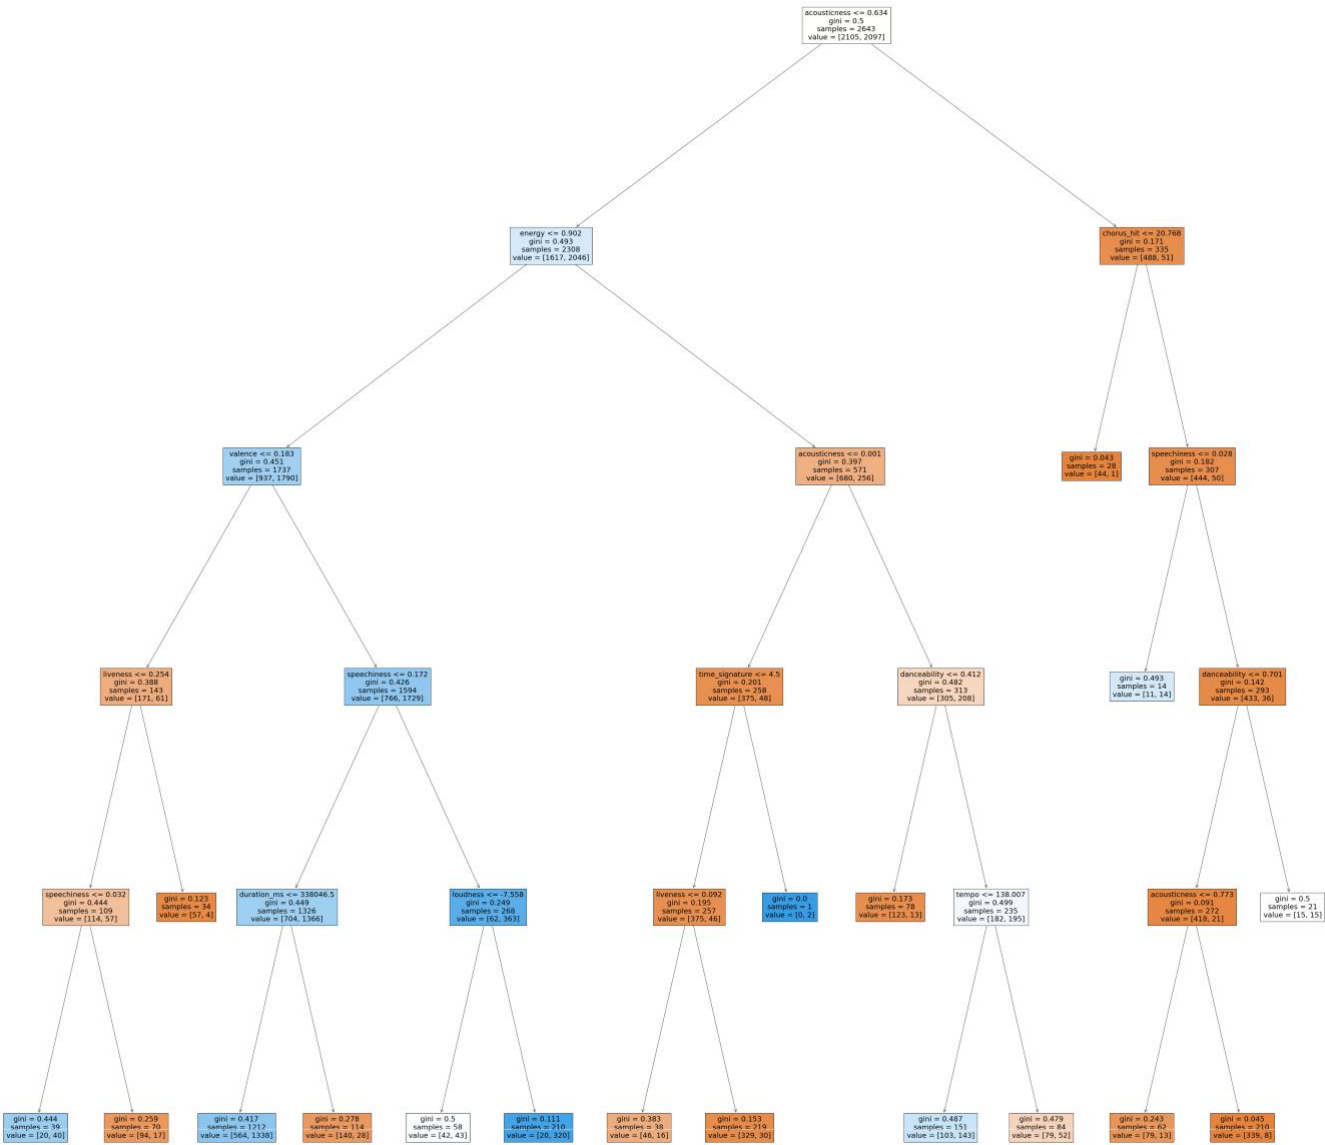 acousticness <= 0.634
gini = 0.5
samples = 2643
value = [2105, 2097]
energy <= 0.902
gini = 0.493
samples = 2308
value = [1617, 2046]
chorus_hit <= 20.768
gini = 0.171
samples = 335
value = [488, 51]
valence <= 0.183
gini = 0.451
samples = 1737
value = [937, 1790]
acousticness <= 0.001
gini = 0.397
samples = 571
value = [680, 256]
gini = 0.043
samples = 28
value = [44, 1]
speechiness <= 0.028
gini = 0.182
samples = 307
value = [444, 50]
liveness <= 0.254
gini = 0.388
samples = 143
value = [171, 61]
speechiness <= 0.172
gini = 0.426
samples = 1594
value = [766, 1729]
time_signature <= 4.5
gini = 0.201
samples = 258
value = [375, 48]
danceability <= 0.412
gini = 0.482
samples = 313
value = [305, 208]
gini = 0.493
samples = 14
value = [11, 14]
danceability <= 0.701
gini = 0.142
samples = 293
value = [433, 36]
speechiness <= 0.032
gini = 0.444
samples = 109
value = [114, 57]
gini = 0.123
samples = 34
value = [57, 4]
duration_ms <= 338046.5
gini = 0.449
samples = 1326
value = [704, 1366]
loudness <= -7.558
gini = 0.249
samples = 268
value = [62, 363]
liveness <= 0.092
gini = 0.195
samples = 257
value = [375, 46]
gini = 0.0
samples = 1
value = [0, 2]
gini = 0.173
samples = 78
value = [123, 13]
tempo <= 138.007
gini = 0.499
samples = 235
value = [182, 195]
acousticness <= 0.773
gini = 0.091
samples = 272
value = [418, 21]
gini = 0.5
samples = 21
value = [15, 15]
gini = 0.444
samples = 39
value = [20, 40]
gini = 0.259
samples = 70
value = [94, 17]
gini = 0.417
samples = 1212
value = [564, 1338]
gini = 0.278
samples = 114
value = [140, 28]
gini = 0.5
samples = 58
value = [42, 43]
gini = 0.111
samples = 210
value = [20, 320]
gini = 0.383
samples = 38
value = [46, 16]
gini = 0.153
samples = 219
value = [329, 30]
gini = 0.487
samples = 151
value = [103, 143]
gini = 0.479
samples = 84
value = [79, 52]
gini = 0.243
samples = 62
value = [79, 13]
gini = 0.045
samples = 210
value = [339, 8]